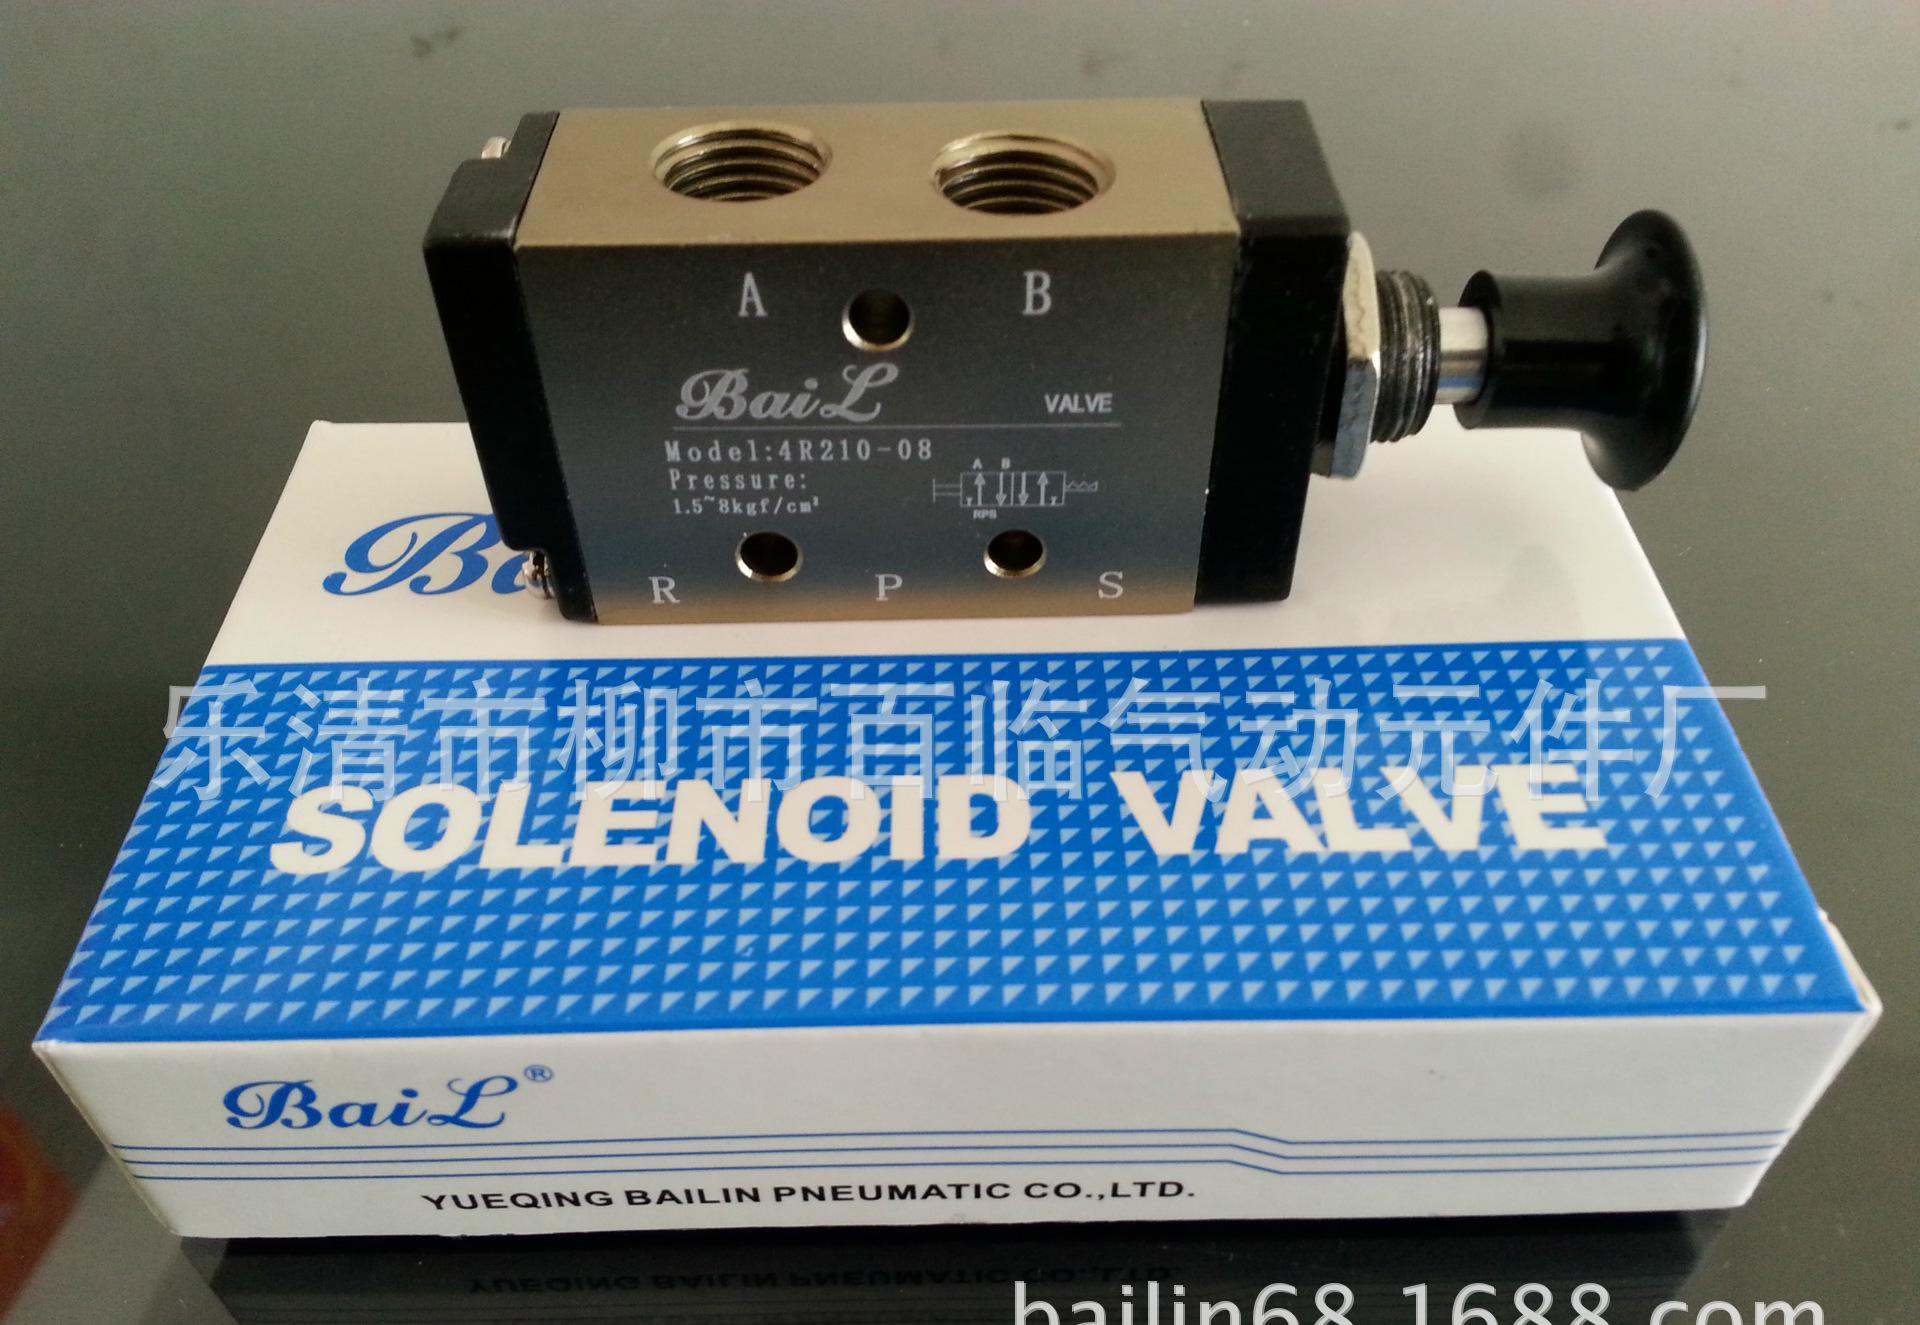 A B
BaiL VALVE
Model:4R210-08
Pressure:
1.5~8kgf/cm²
A B
RPS
R P S
Ba
乐清市柳市百临气动元件厂
SOLENOID VALVE
BaiL®
YUEQING BAILIN PNEUMATIC CO.,LTD.
bailin68.1688.com